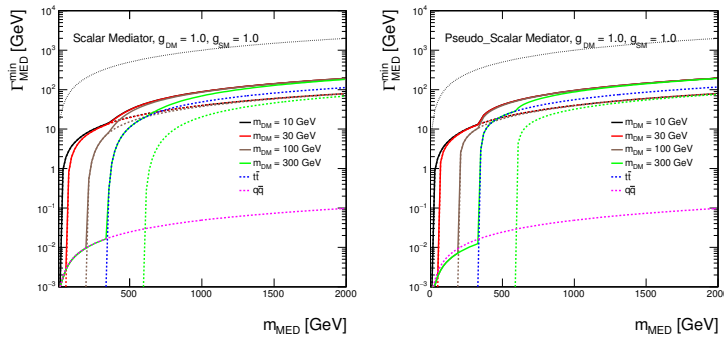 Scalar Mediator, g_DM = 1.0, g_SM = 1.0
Γ^min_MED [GeV]
10^4
10^3
10^2
10
1
10^-1
10^-2
10^-3
m_DM = 10 GeV
m_DM = 30 GeV
m_DM = 100 GeV
m_DM = 300 GeV
tt̄
qq̄
500 1000 1500 2000
m_MED [GeV]
Pseudo_Scalar Mediator, g_DM = 1.0, g_SM = 1.0
Γ^min_MED [GeV]
10^4
10^3
10^2
10
1
10^-1
10^-2
10^-3
m_DM = 10 GeV
m_DM = 30 GeV
m_DM = 100 GeV
m_DM = 300 GeV
tt̄
qq̄
0 500 1000 1500 2000
m_MED [GeV]